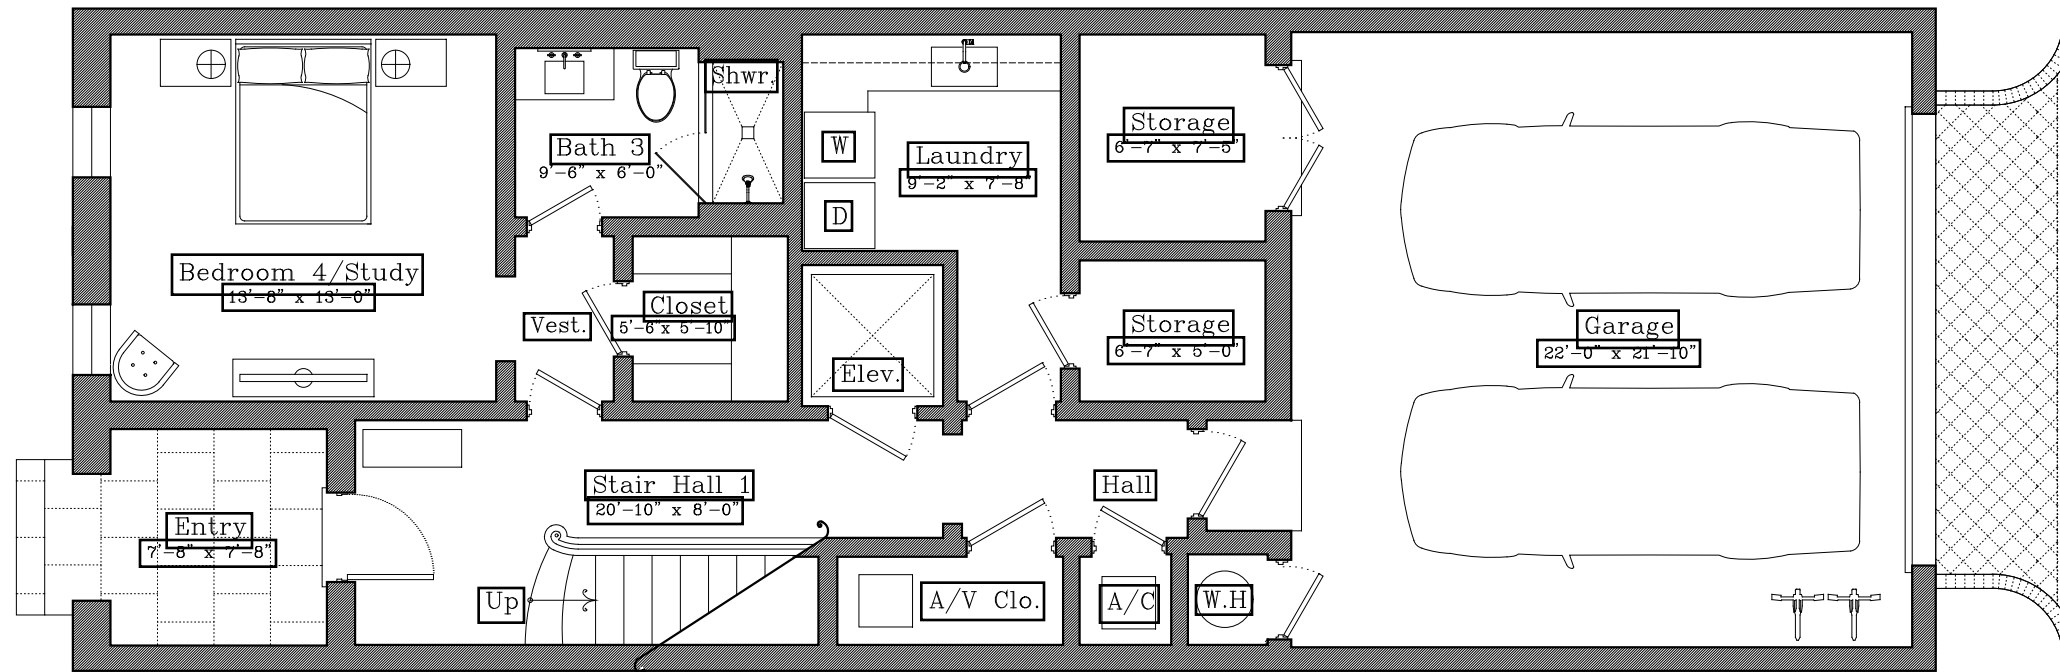 Shwr.
Bath 3
9'-6" x 6'-0"
W
D
Laundry
9'-2" x 7'-8"
Storage
6'-7" x 7'-5"
Bedroom 4/Study
13'-8" x 13'-0"
Vest.
Closet
5'-6"x 5'-10"
Elev.
Storage
6'-7" x 5'-0"
Garage
22'-0" x 21'-10"
Entry
7'-8" x 7'-8"
Stair Hall 1
20'-10" x 8'-0"
Hall
Up
A/V Clo.
A/C
W.H